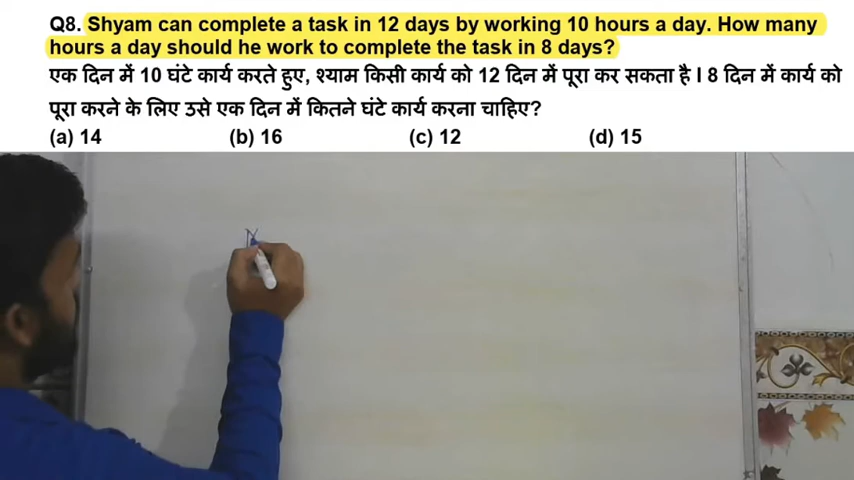 Q8. Shyam can complete a task in 12 days by working 10 hours a day. How many
hours a day should he work to complete the task in 8 days?
एक दिन में 10 घंटे कार्य करते हुए, श्याम किसी कार्य को 12 दिन में पूरा कर सकता है । 8 दिन में कार्य को
पूरा करने के लिए उसे एक दिन में कितने घंटे कार्य करना चाहिए?
(a) 14 (b) 16 (c) 12 (d) 15